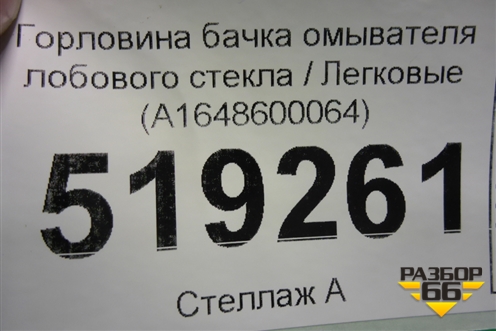 Горловина бачка омывателя
лобового стекла / Легковые
(A1648600064)
519261
Стеллаж А
РАЗБОР
66